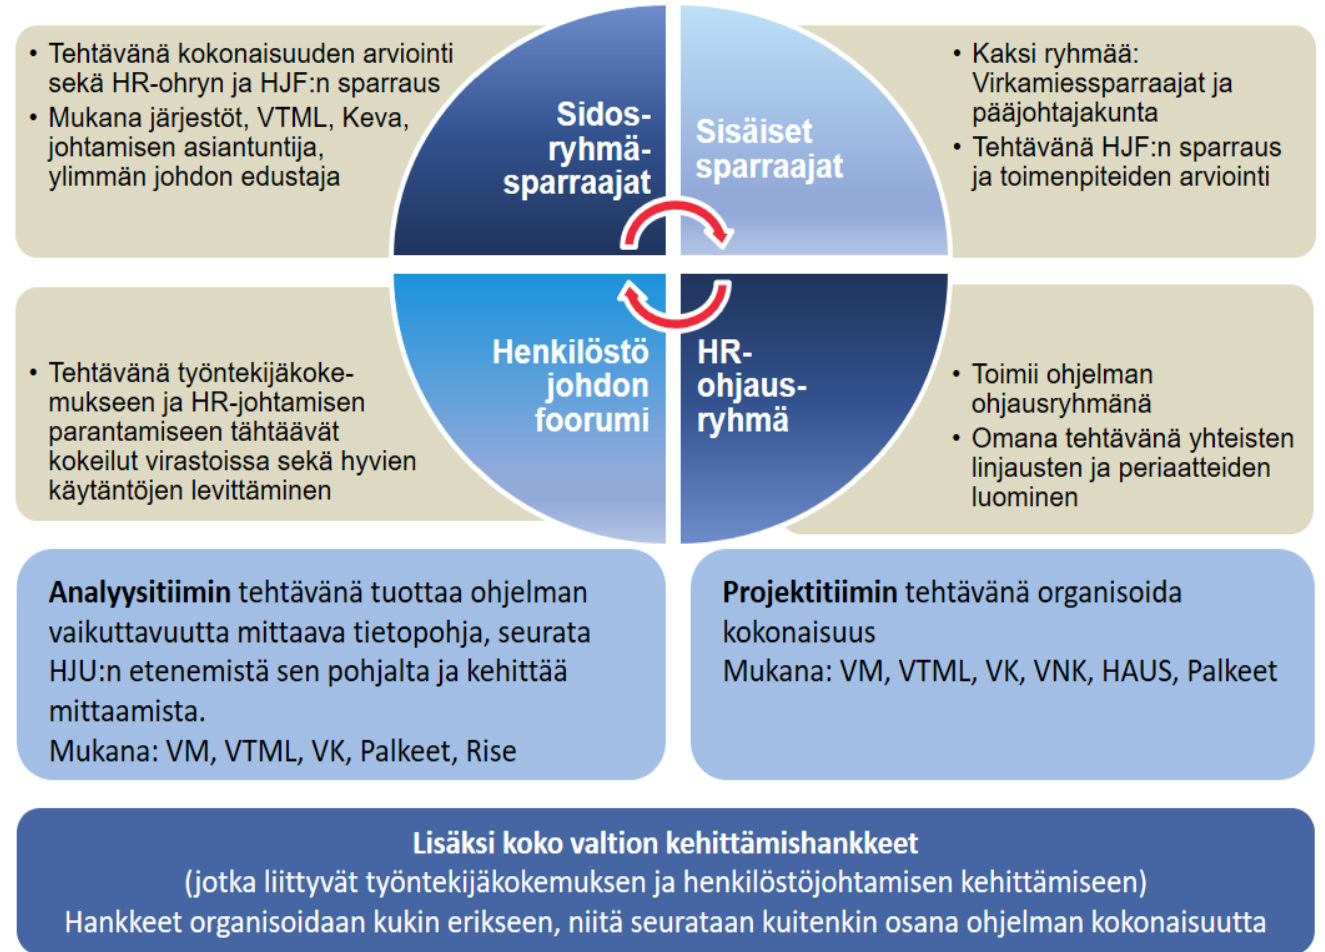 • Tehtävänä kokonaisuuden arviointi
sekä HR-ohryn ja HJF:n sparraus
• Mukana järjestöt, VTML, Keva,
johtamisen asiantuntija,
ylimmän johdon edustaja
Sidos-
ryhmä-
sparraajat
Sisäiset
sparraajat
• Kaksi ryhmää:
Virkamiessparraajat ja
pääjohtajakunta
• Tehtävänä HJF:n sparraus
ja toimenpiteiden arviointi
• Tehtävänä työntekijäkoke-
mukseen ja HR-johtamisen
parantamiseen tähtäävät
kokeilut virastoissa sekä hyvien
käytäntöjen levittäminen
Henkilöstö
johdon
foorumi
HR-
ohjaus-
ryhmä
• Toimii ohjelman
ohjausryhmänä
• Omana tehtävänä yhteisten
linjausten ja periaatteiden
luominen
Analyysitiimin tehtävänä tuottaa ohjelman
vaikuttavuutta mittaava tietopohja, seurata
HJU:n etenemistä sen pohjalta ja kehittää
mittaamista.
Mukana: VM, VTML, VK, Palkeet, Rise
Projektitiimin tehtävänä organisoida
kokonaisuus
Mukana: VM, VTML, VK, VNK, HAUS, Palkeet
Lisäksi koko valtion kehittämishankkeet
(jotka liittyvät työntekijäkokemuksen ja henkilöstöjohtamisen kehittämiseen)
Hankkeet organisoidaan kukin erikseen, niitä seurataan kuitenkin osana ohjelman kokonaisuutta